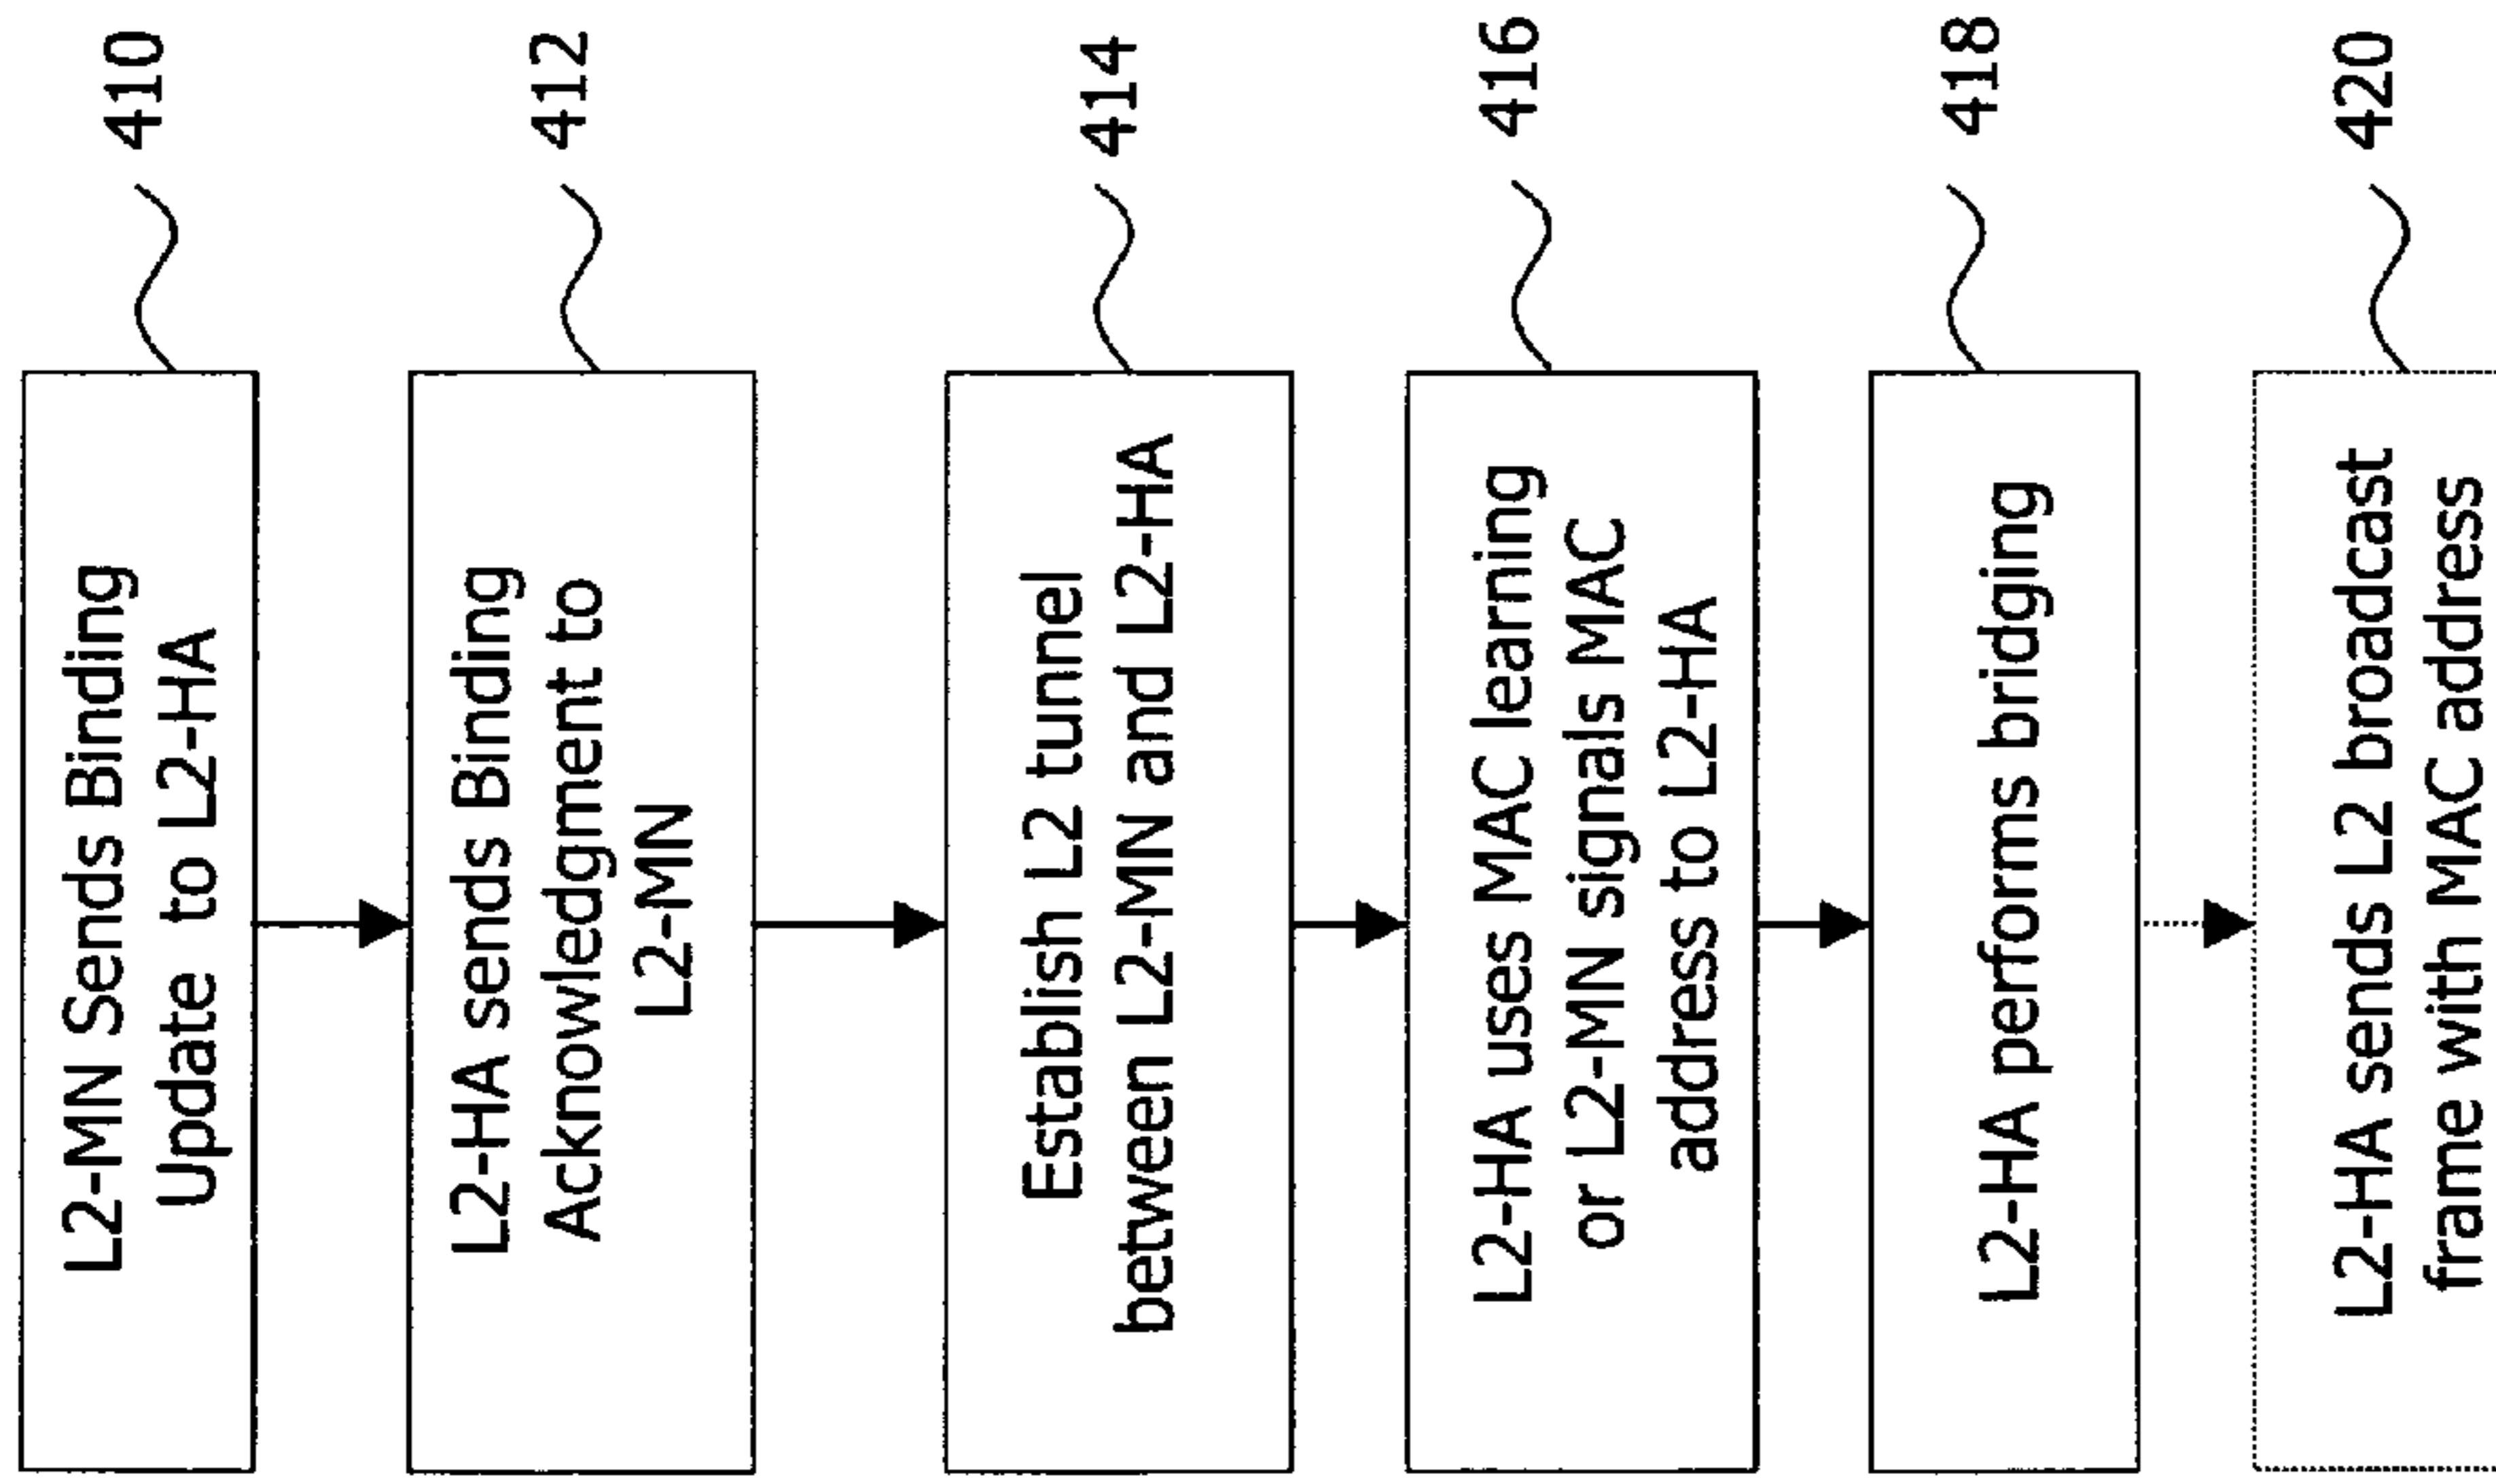 L2-MN Sends Binding
Update to L2-HA
410
L2-HA sends Binding
Acknowledgment to
L2-MN
412
Establish L2 tunnel
between L2-MN and L2-HA
414
L2-HA uses MAC learning
or L2-MN signals MAC
address to L2-HA
416
L2-HA performs bridging
418
L2-HA sends L2 broadcast
frame with MAC address
420